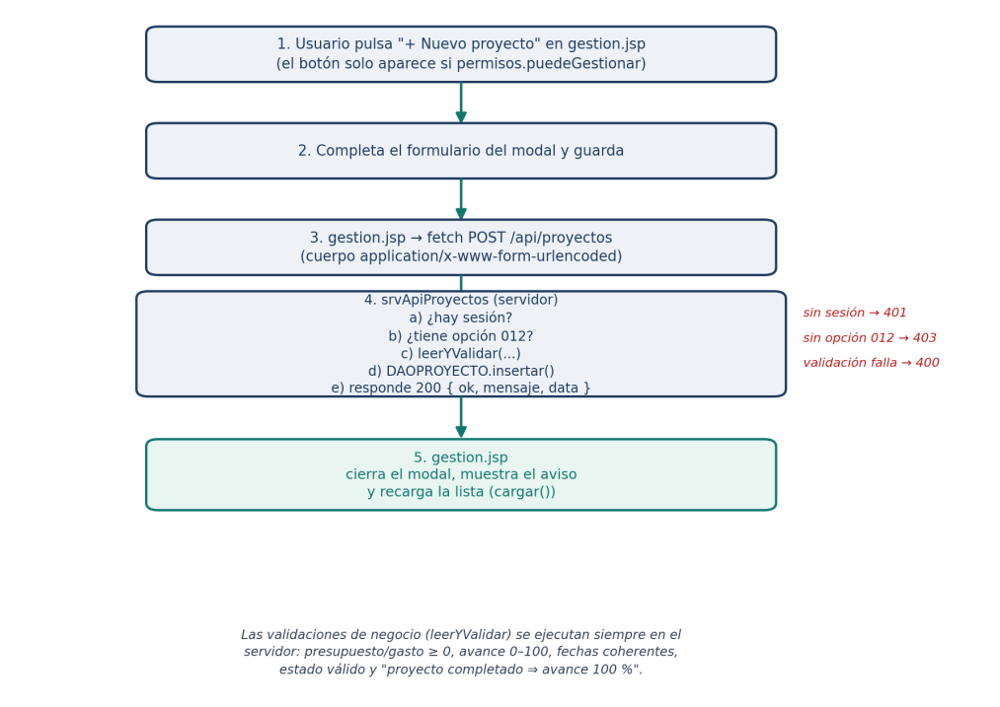 1. Usuario pulsa "+ Nuevo proyecto" en gestion.jsp
(el botón solo aparece si permisos.puedeGestionar)
2. Completa el formulario del modal y guarda
3. gestion.jsp → fetch POST /api/proyectos
(cuerpo application/x-www-form-urlencoded)
4. srvApiProyectos (servidor)
a) ¿hay sesión?
b) ¿tiene opción 012?
c) leerYValidar(...)
d) DAOPROYECTO.insertar()
e) responde 200 { ok, mensaje, data }
sin sesión → 401
sin opción 012 → 403
validación falla → 400
5. gestion.jsp
cierra el modal, muestra el aviso
y recarga la lista (cargar())
Las validaciones de negocio (leerYValidar) se ejecutan siempre en el
servidor: presupuesto/gasto ≥ 0, avance 0–100, fechas coherentes,
estado válido y "proyecto completado ⇒ avance 100 %".